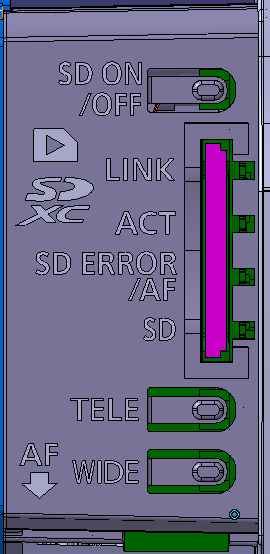 SD ON
/OFF
LINK
SD
XC
ACT
SD ERROR
/AF
SD
TELE
AF
WIDE